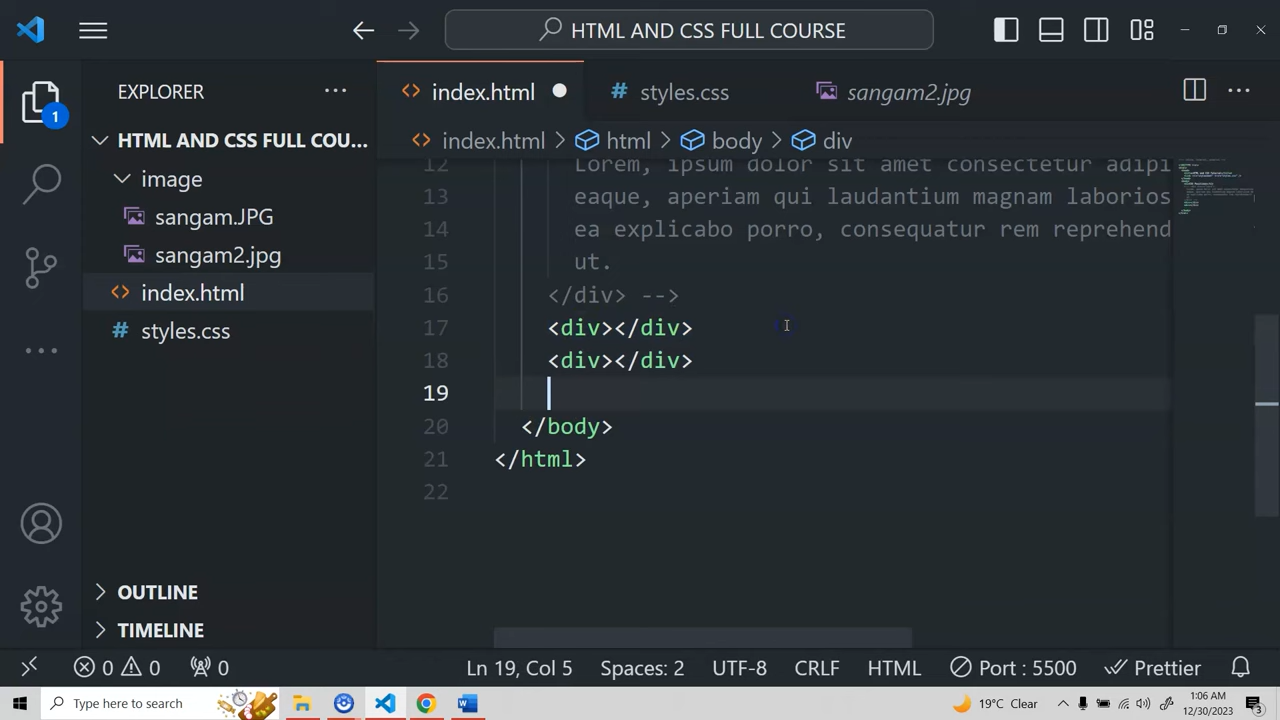 HTML AND CSS FULL COURSE
EXPLORER
HTML AND CSS FULL COU...
image
sangam.JPG
sangam2.jpg
index.html
styles.css
1
OUTLINE
TIMELINE
index.html
styles.css
sangam2.jpg
index.html > html > body > div
12 Lorem, ipsum dolor sit amet consectetur adipi
13 eaque, aperiam qui laudantium magnam laborios
14 ea explicabo porro, consequatur rem reprehend
15 ut.
16 </div> -->
17 <div></div>
18 <div></div>
19
20 </body>
21 </html>
22
0 0 0 Ln 19, Col 5 Spaces: 2 UTF-8 CRLF HTML Port : 5500 Prettier
Type here to search 19°C Clear 1:06 AM
12/30/2023
3